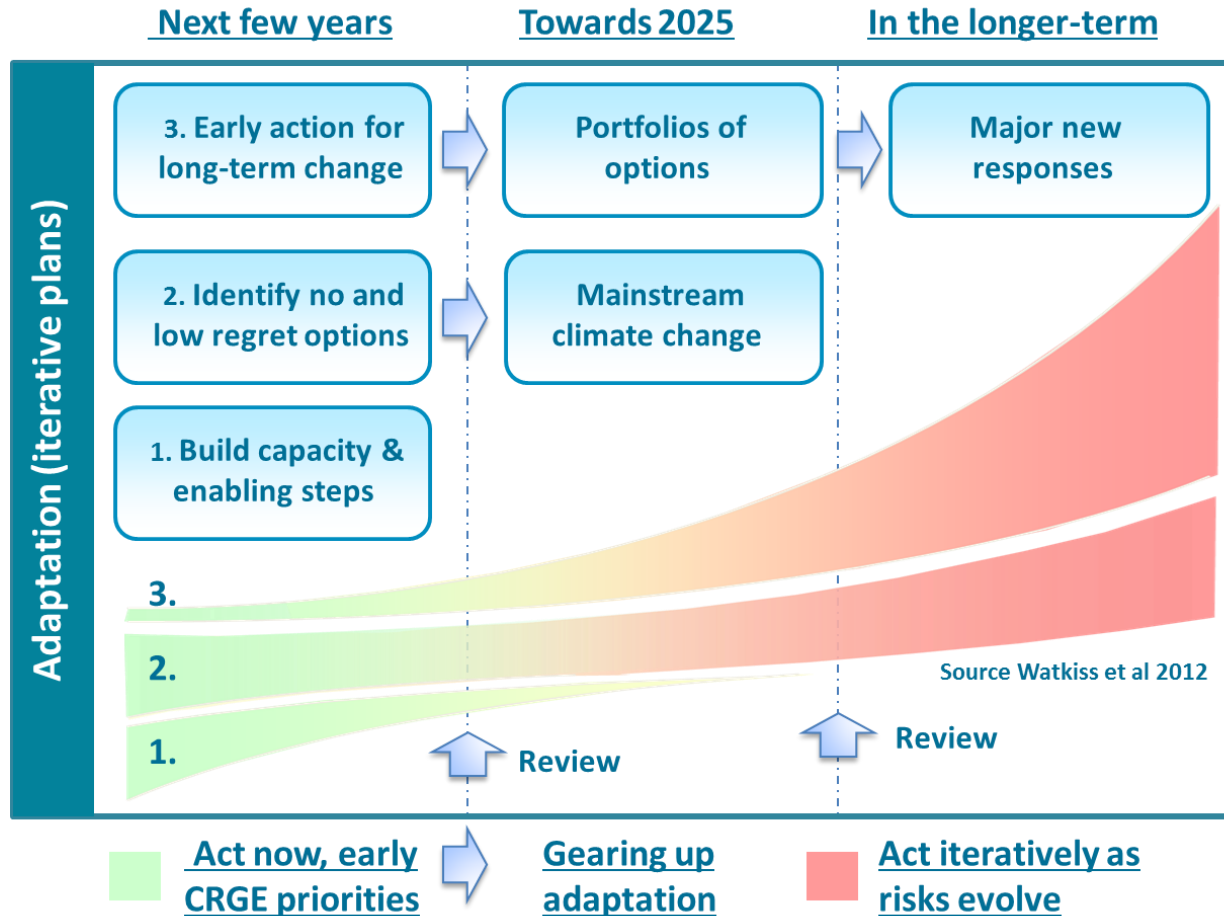 Next few years
Towards 2025
In the longer-term
Adaptation (iterative plans)
3. Early action for
long-term change
Portfolios of
options
Major new
responses
2. Identify no and
low regret options
Mainstream
climate change
1. Build capacity &
enabling steps
3.
2.
1.
Source Watkiss et al 2012
Review
Review
Act now, early
CRGE priorities
Gearing up
adaptation
Act iteratively as
risks evolve